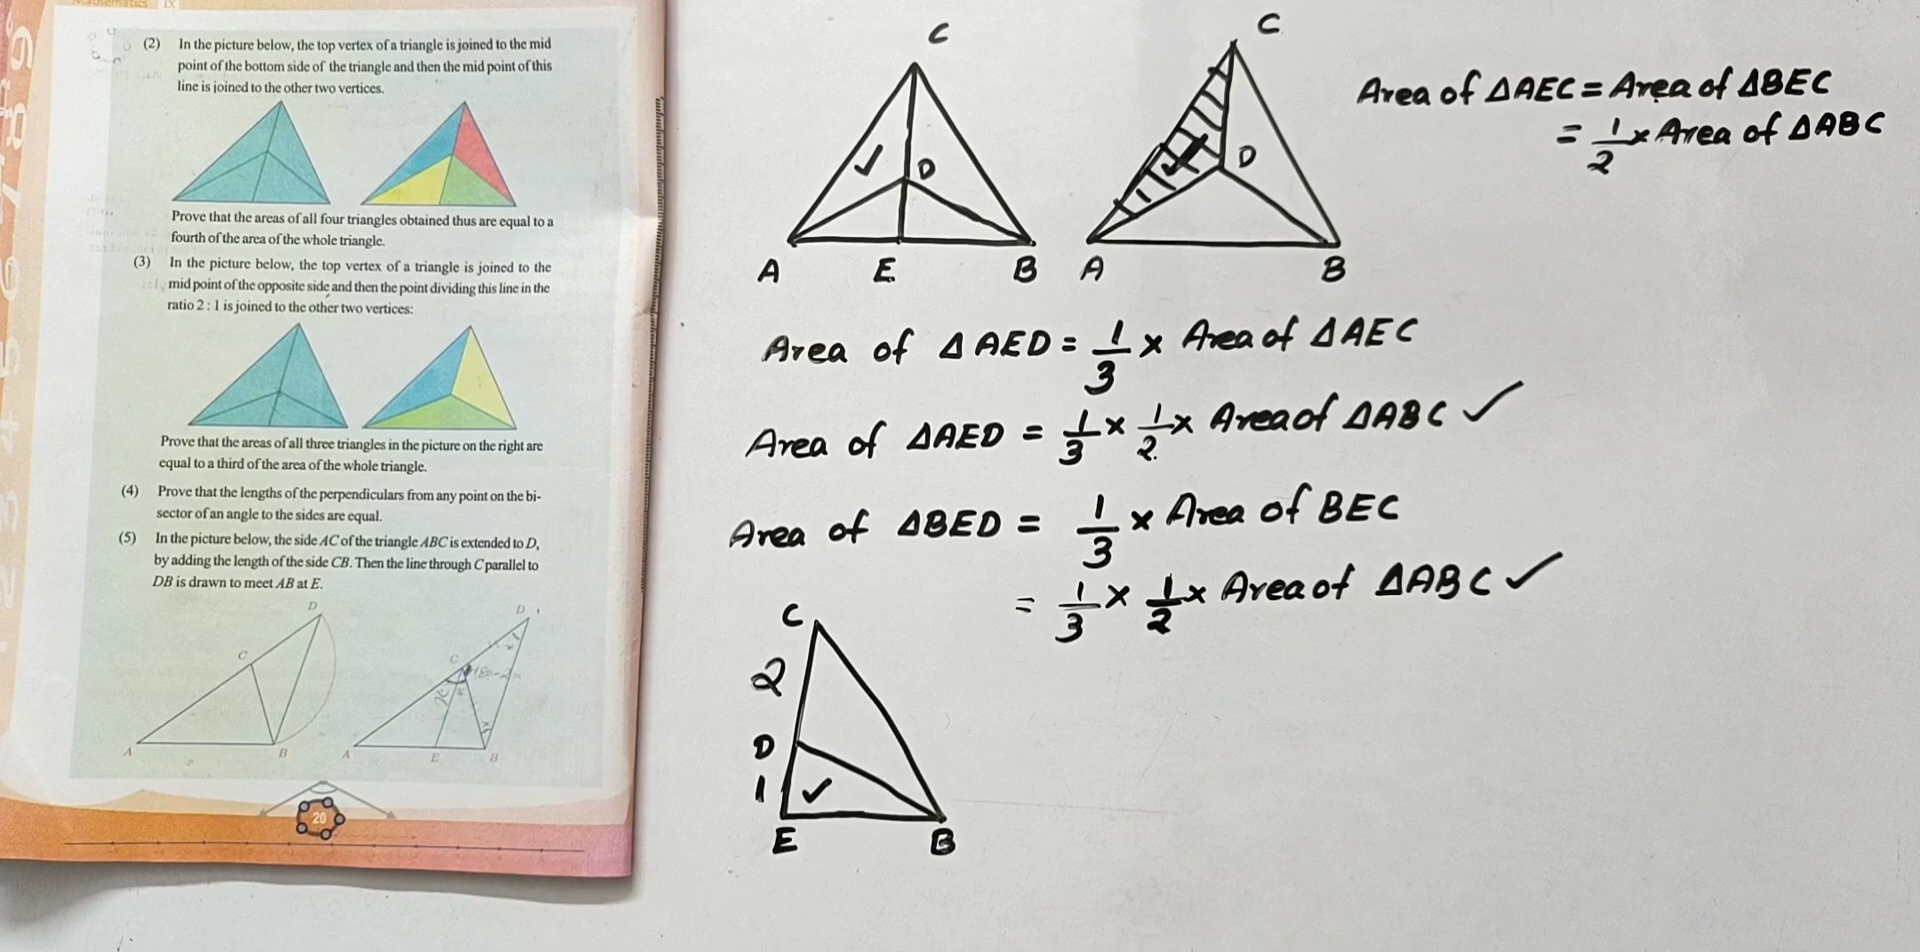 Mathematics IX
(2) In the picture below, the top vertex of a triangle is joined to the mid
point of the bottom side of the triangle and then the mid point of this
line is joined to the other two vertices.
Prove that the areas of all four triangles obtained thus are equal to a
fourth of the area of the whole triangle.
(3) In the picture below, the top vertex of a triangle is joined to the
mid point of the opposite side and then the point dividing this line in the
ratio 2 : 1 is joined to the other two vertices:
Prove that the areas of all three triangles in the picture on the right are
equal to a third of the area of the whole triangle.
(4) Prove that the lengths of the perpendiculars from any point on the bi-
sector of an angle to the sides are equal.
(5) In the picture below, the side AC of the triangle ABC is extended to D,
by adding the length of the side CB. Then the line through C parallel to
DB is drawn to meet AB at E.
D
C
A B
D
C
A E B
20
C
✓ D
A E B
C
D
A B
Area of ΔAEC = Area of ΔBEC
= 1/2 × Area of ΔABC
Area of ΔAED = 1/3 × Area of ΔAEC
Area of ΔAED = 1/3 × 1/2 × Area of ΔABC ✓
Area of ΔBED = 1/3 × Area of BEC
= 1/3 × 1/2 × Area of ΔABC ✓
C
2
D
1 ✓
E B